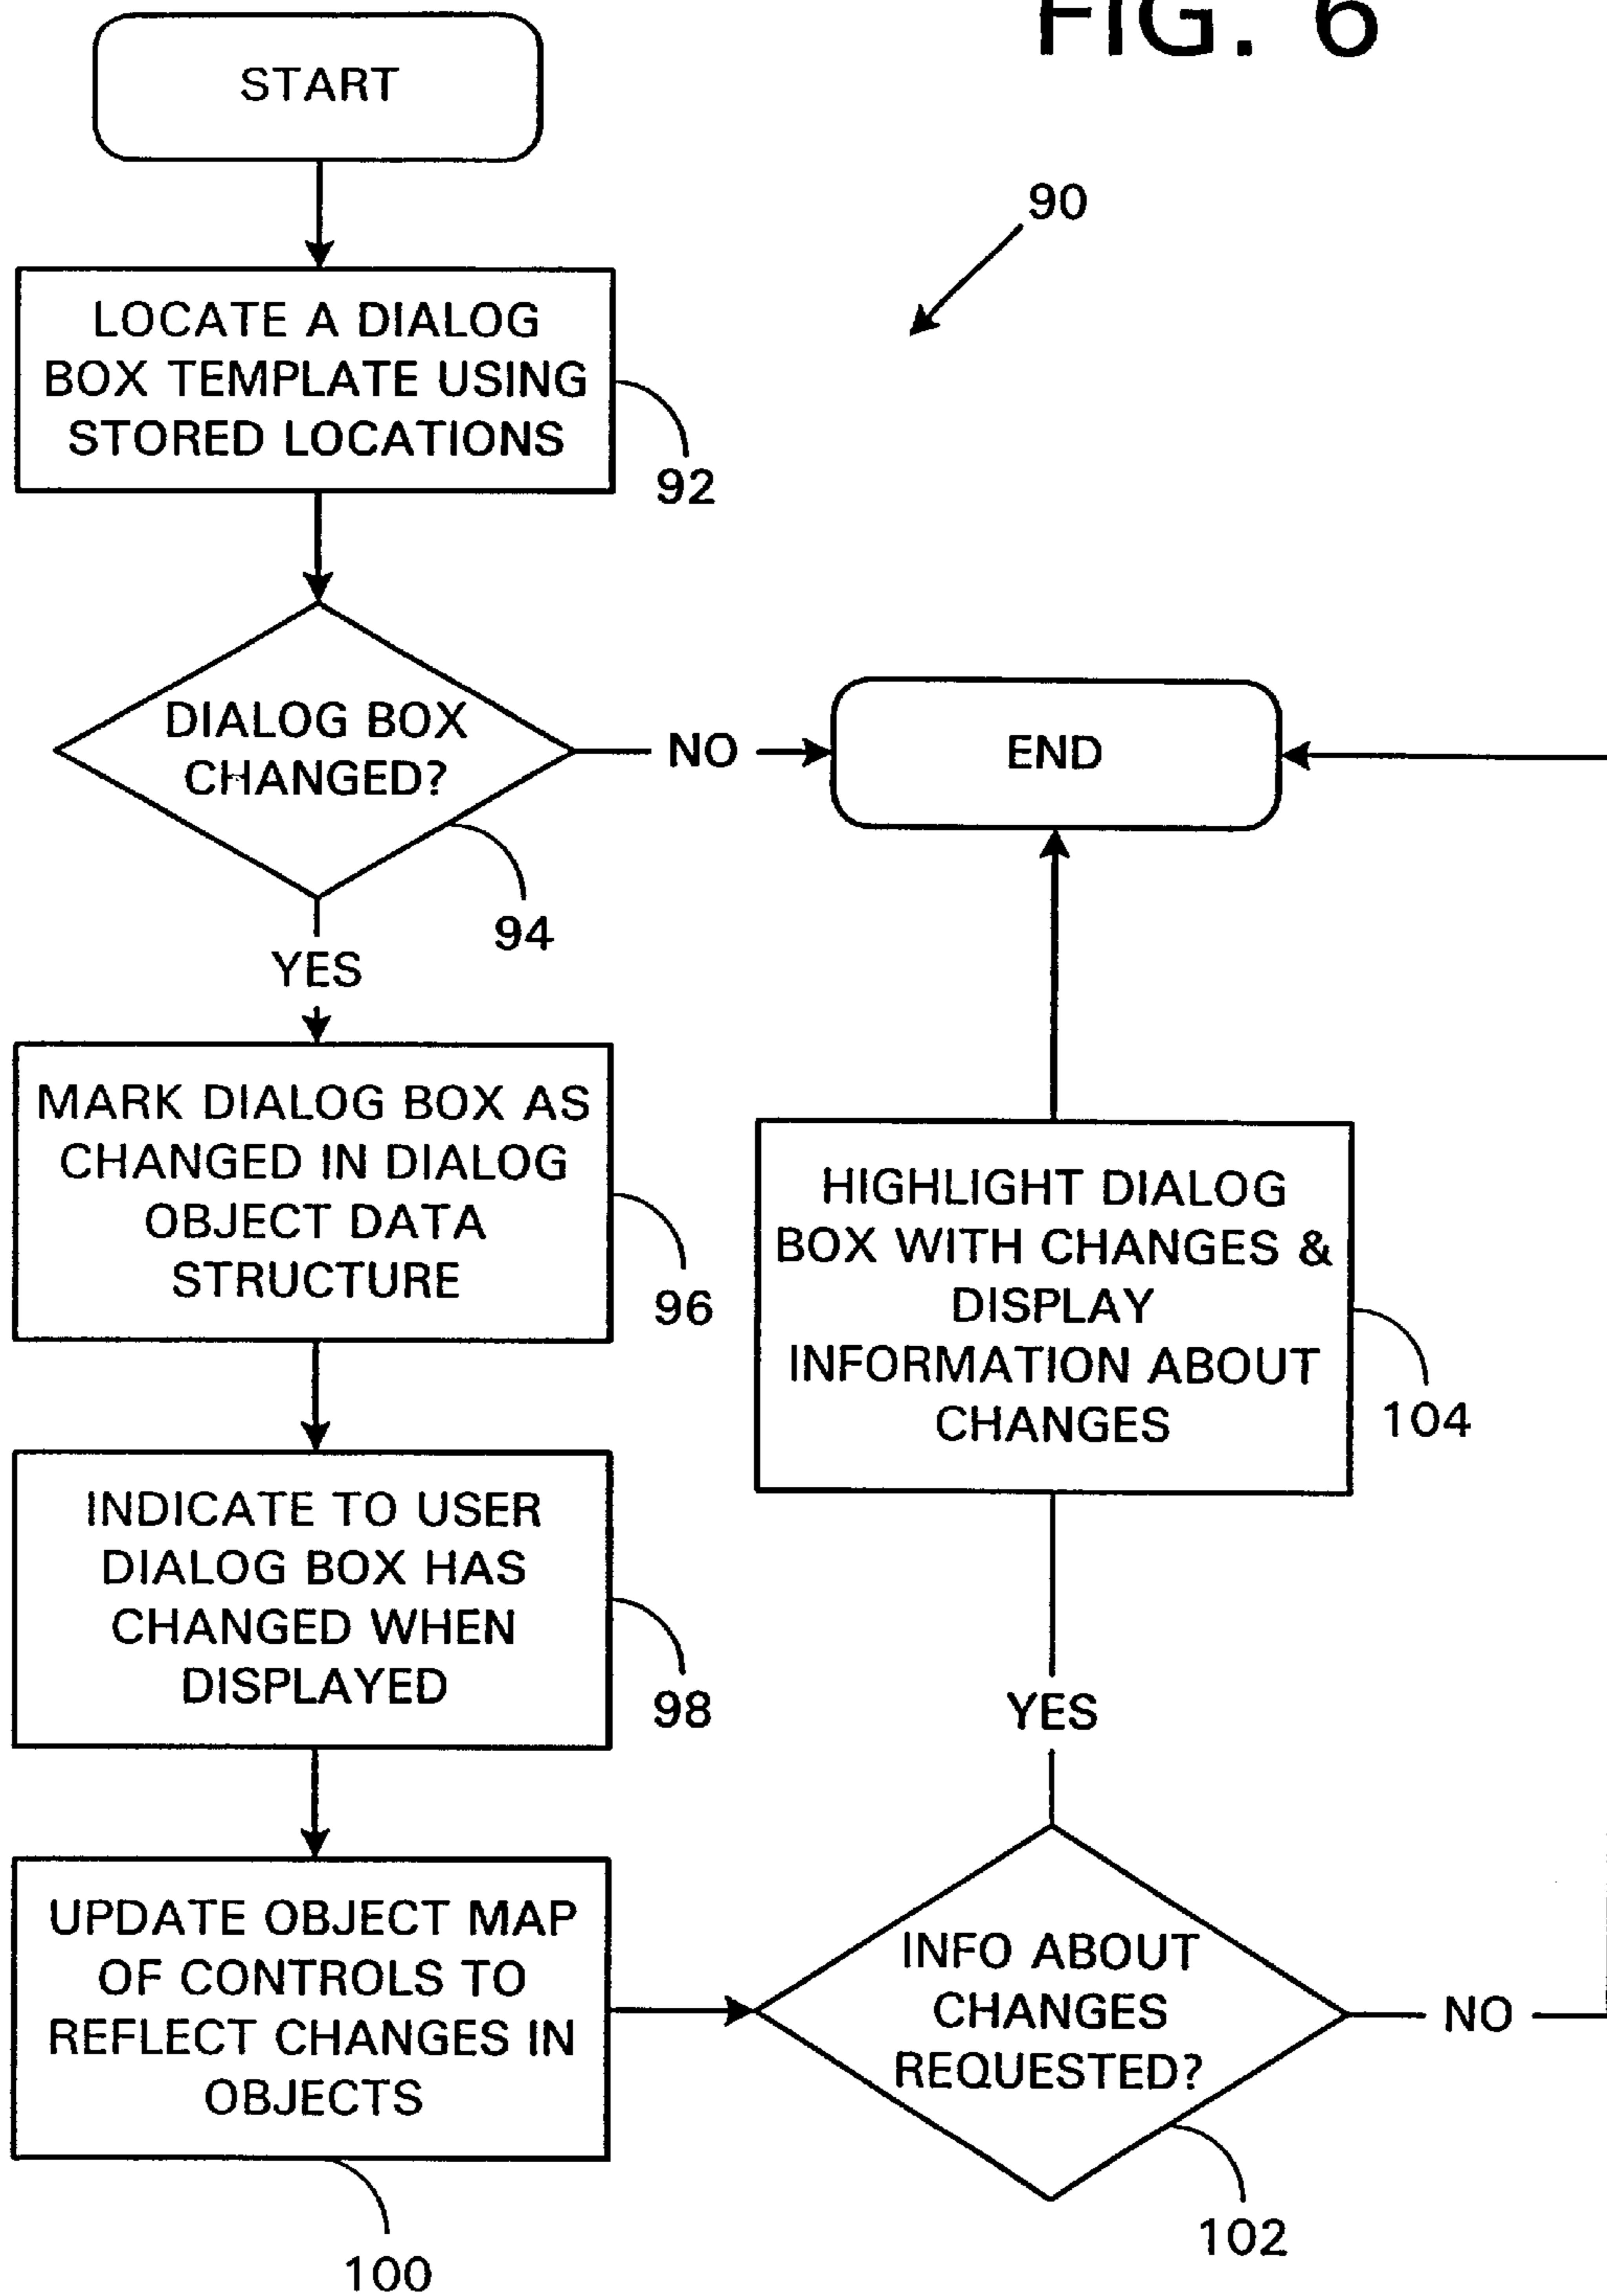 FIG. 6
START
90
LOCATE A DIALOG
BOX TEMPLATE USING
STORED LOCATIONS
92
DIALOG BOX
CHANGED?
NO
END
94
YES
MARK DIALOG BOX AS
CHANGED IN DIALOG
OBJECT DATA
STRUCTURE
96
HIGHLIGHT DIALOG
BOX WITH CHANGES &
DISPLAY
INFORMATION ABOUT
CHANGES
104
INDICATE TO USER
DIALOG BOX HAS
CHANGED WHEN
DISPLAYED
98
YES
UPDATE OBJECT MAP
OF CONTROLS TO
REFLECT CHANGES IN
OBJECTS
100
INFO ABOUT
CHANGES
REQUESTED?
NO
102